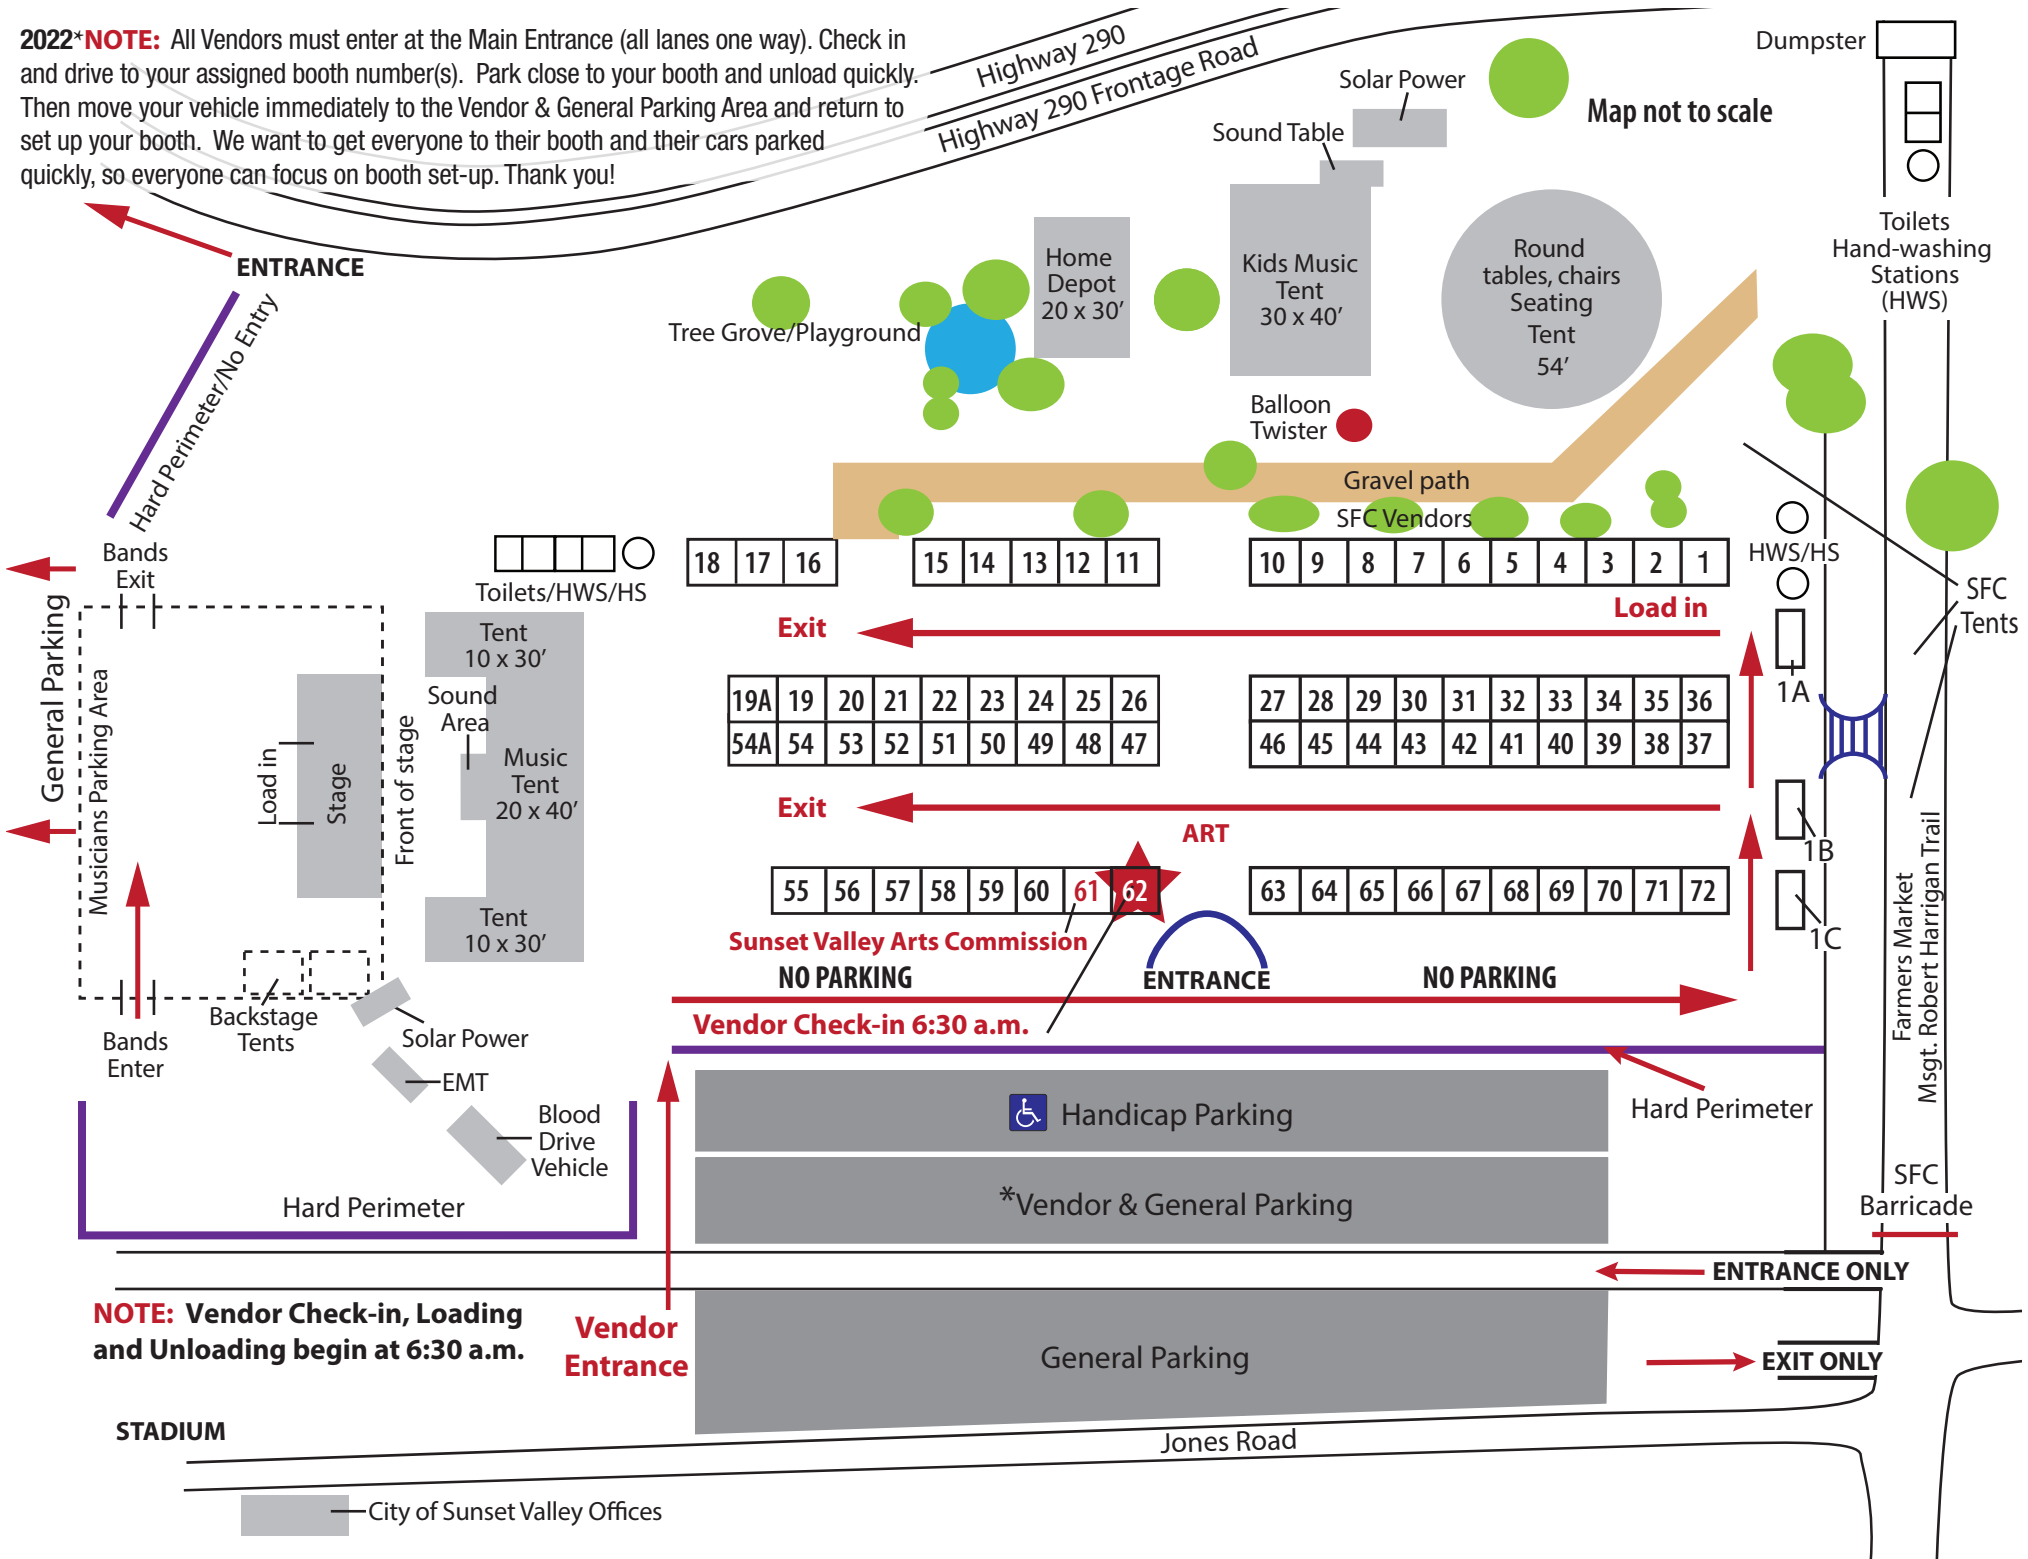 2022*NOTE: All Vendors must enter at the Main Entrance (all lanes one way). Check in
and drive to your assigned booth number(s). Park close to your booth and unload quickly.
Then move your vehicle immediately to the Vendor & General Parking Area and return to
set up your booth. We want to get everyone to their booth and their cars parked
quickly, so everyone can focus on booth set-up. Thank you!
Highway 290
Highway 290 Frontage Road
Solar Power
Sound Table
Map not to scale
Dumpster
Toilets
Hand-washing
Stations
(HWS)
ENTRANCE
Hard Perimeter/No Entry
Tree Grove/Playground
Home
Depot
20 x 30’
Kids Music
Tent
30 x 40’
Round
tables, chairs
Seating
Tent
54’
Balloon
Twister
Gravel path
SFC Vendors
Bands
Exit
General Parking
Musicians Parking Area
Toilets/HWS/HS
18 17 16
15 14 13 12 11
10 9 8 7 6 5 4 3 2 1
HWS/HS
SFC
Tents
Exit
Load in
1A
Tent
10 x 30’
Sound
Area
Music
Tent
20 x 40’
Tent
10 x 30’
Load in
Stage
Front of stage
19A 19 20 21 22 23 24 25 26
27 28 29 30 31 32 33 34 35 36
54A 54 53 52 51 50 49 48 47
46 45 44 43 42 41 40 39 38 37
Exit
ART
1B
55 56 57 58 59 60 61 62
63 64 65 66 67 68 69 70 71 72
1C
Sunset Valley Arts Commission
NO PARKING
ENTRANCE
NO PARKING
Vendor Check-in 6:30 a.m.
Farmers Market
Msgt. Robert Harrigan Trail
Backstage
Tents
Bands
Enter
Solar Power
EMT
Blood
Drive
Vehicle
Hard Perimeter
Handicap Parking
Hard Perimeter
*Vendor & General Parking
SFC
Barricade
ENTRANCE ONLY
NOTE: Vendor Check-in, Loading
and Unloading begin at 6:30 a.m.
Vendor
Entrance
General Parking
EXIT ONLY
STADIUM
Jones Road
City of Sunset Valley Offices